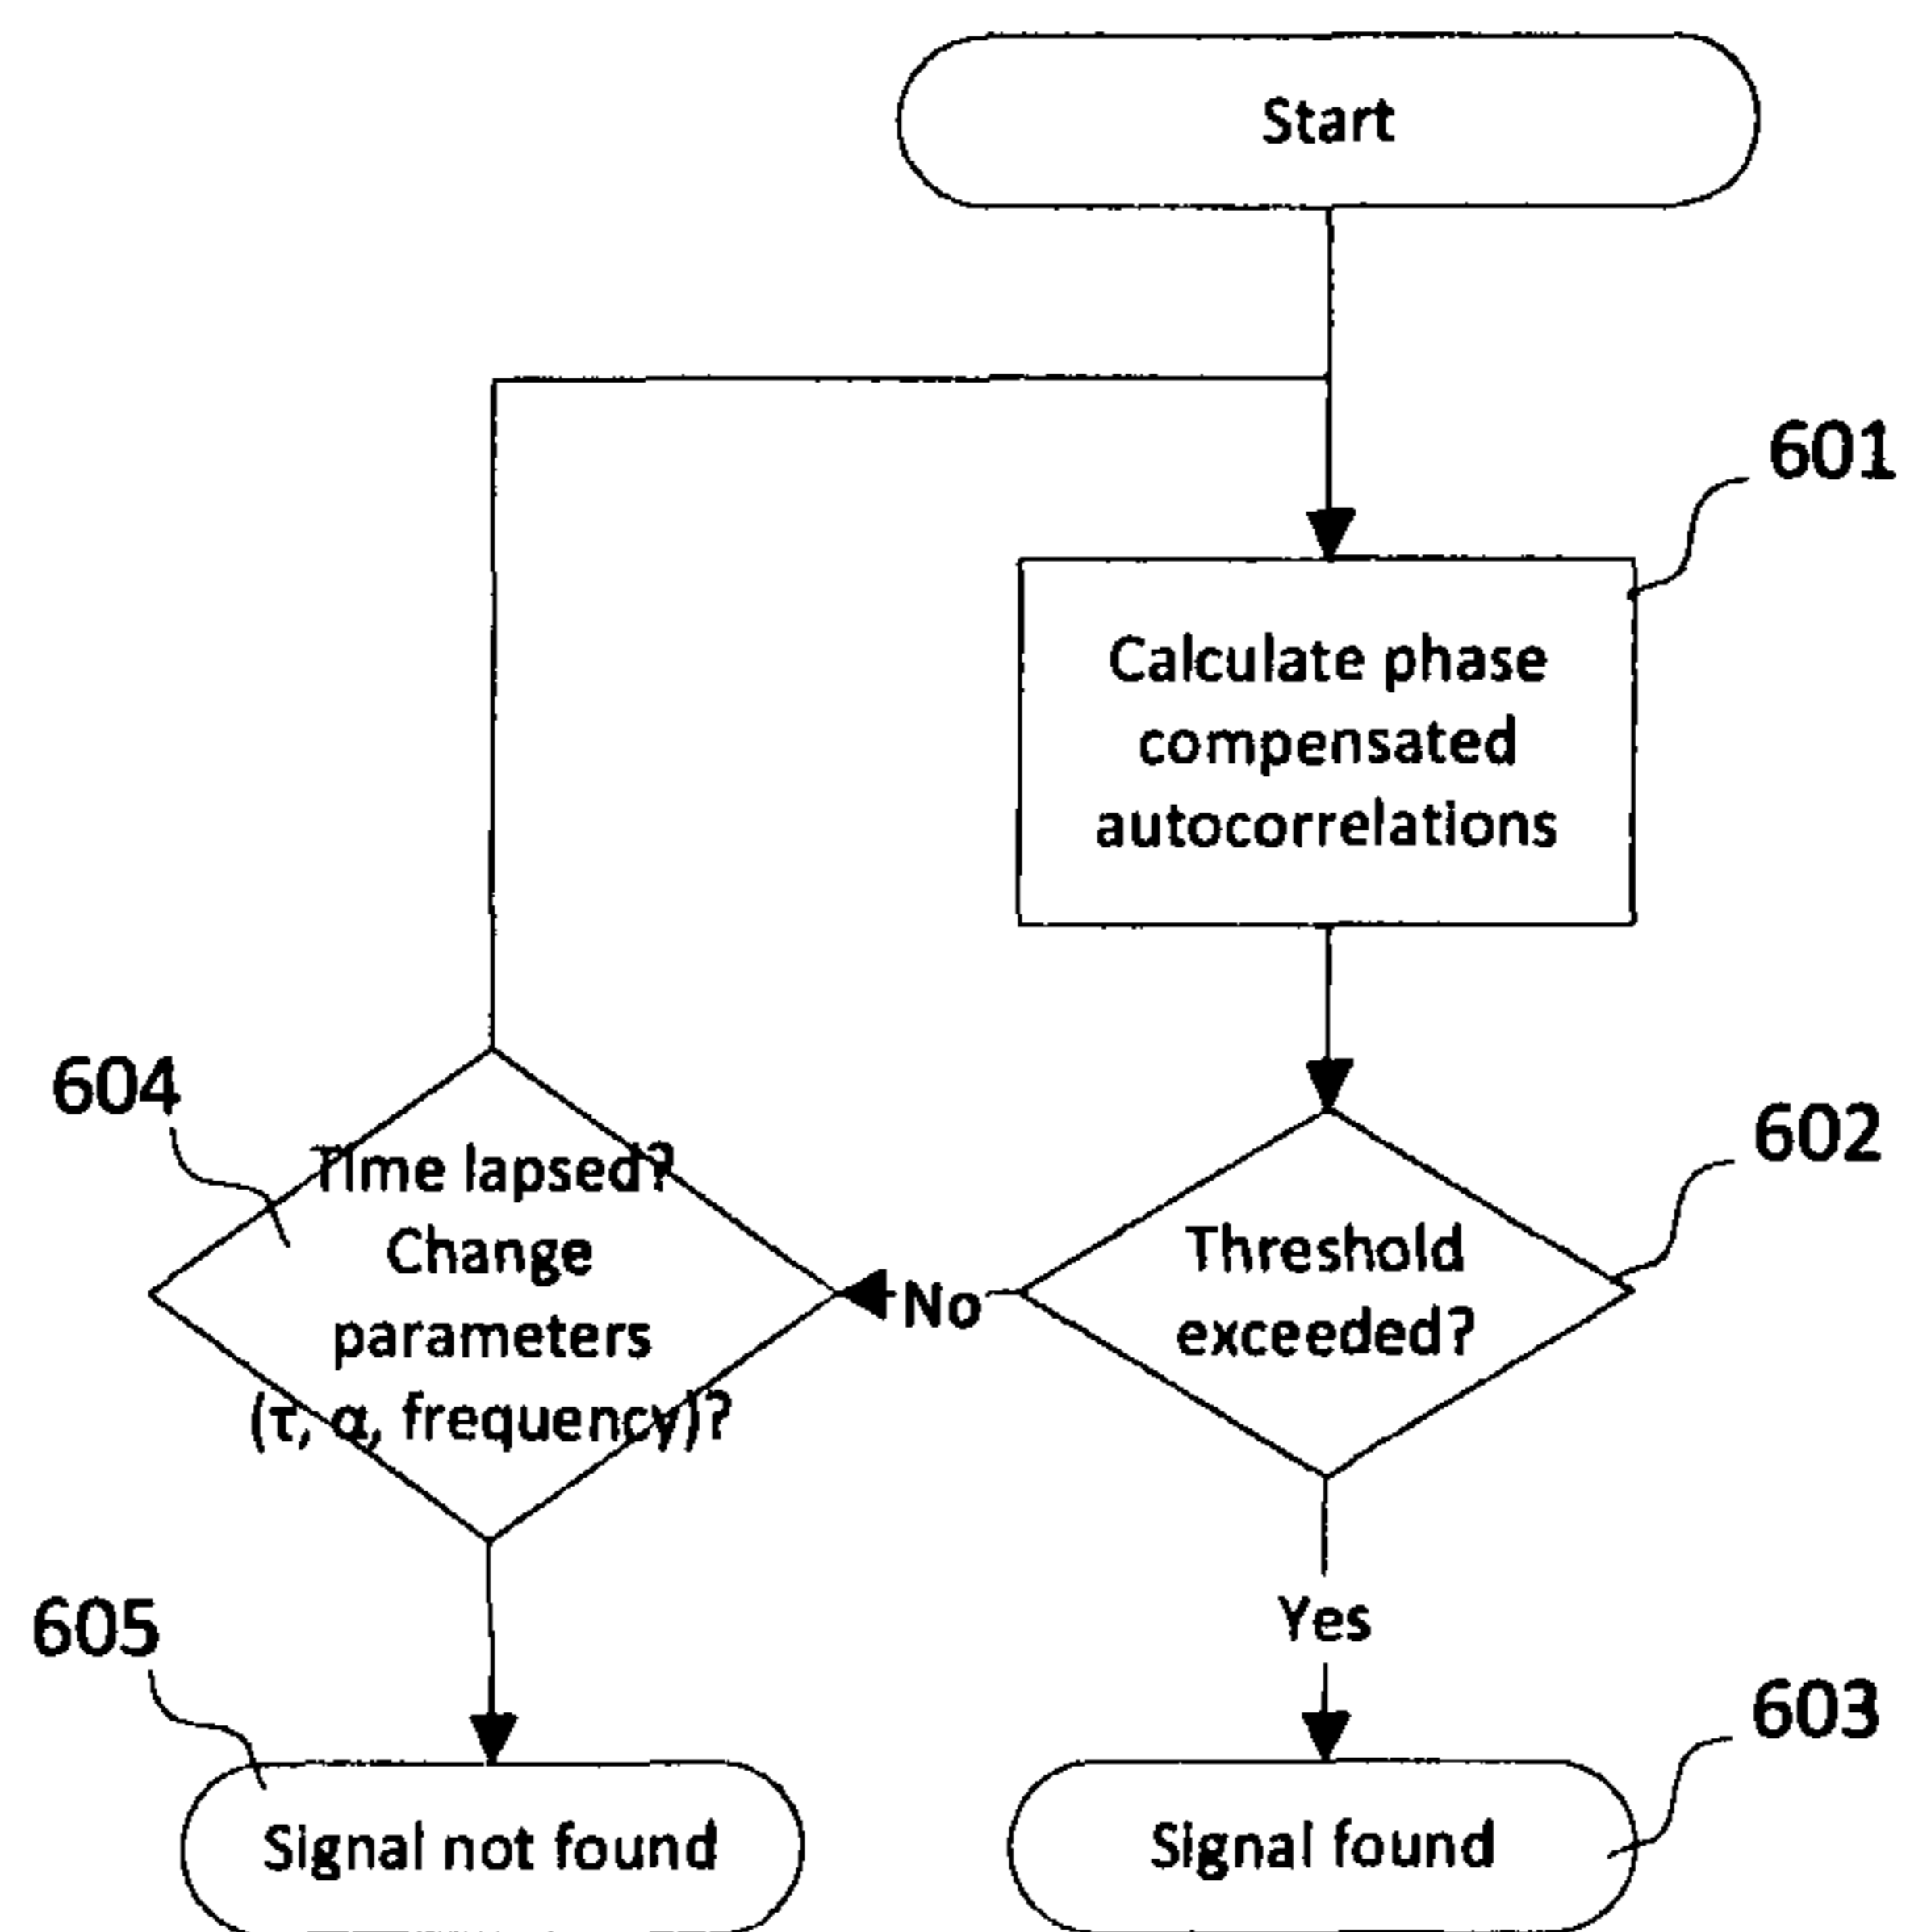 Start
601
Calculate phase
compensated
autocorrelations
604
Time lapsed?
Change
parameters
(τ, α, frequency)?
No
Threshold
exceeded?
602
Yes
605
Signal not found
603
Signal found